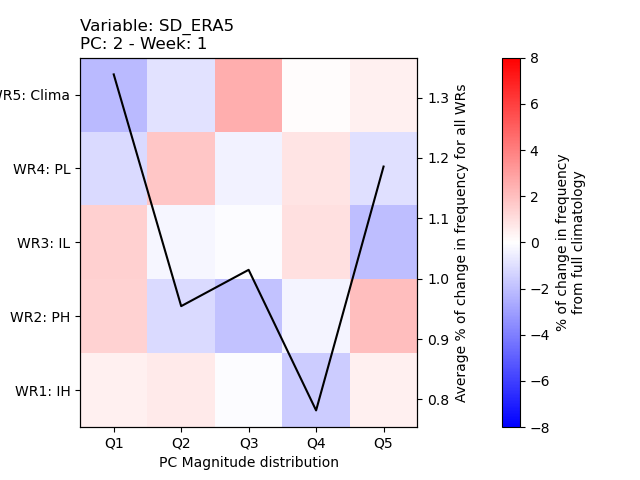 Variable: SD_ERA5
PC: 2 - Week: 1
R5: Clima
WR4: PL
WR3: IL
WR2: PH
WR1: IH
Q1 Q2 Q3 Q4 Q5
PC Magnitude distribution
1.3
1.2
1.1
1.0
0.9
0.8
Average % of change in frequency for all WRs
8
6
4
2
0
−2
−4
−6
−8
% of change in frequency
from full climatology